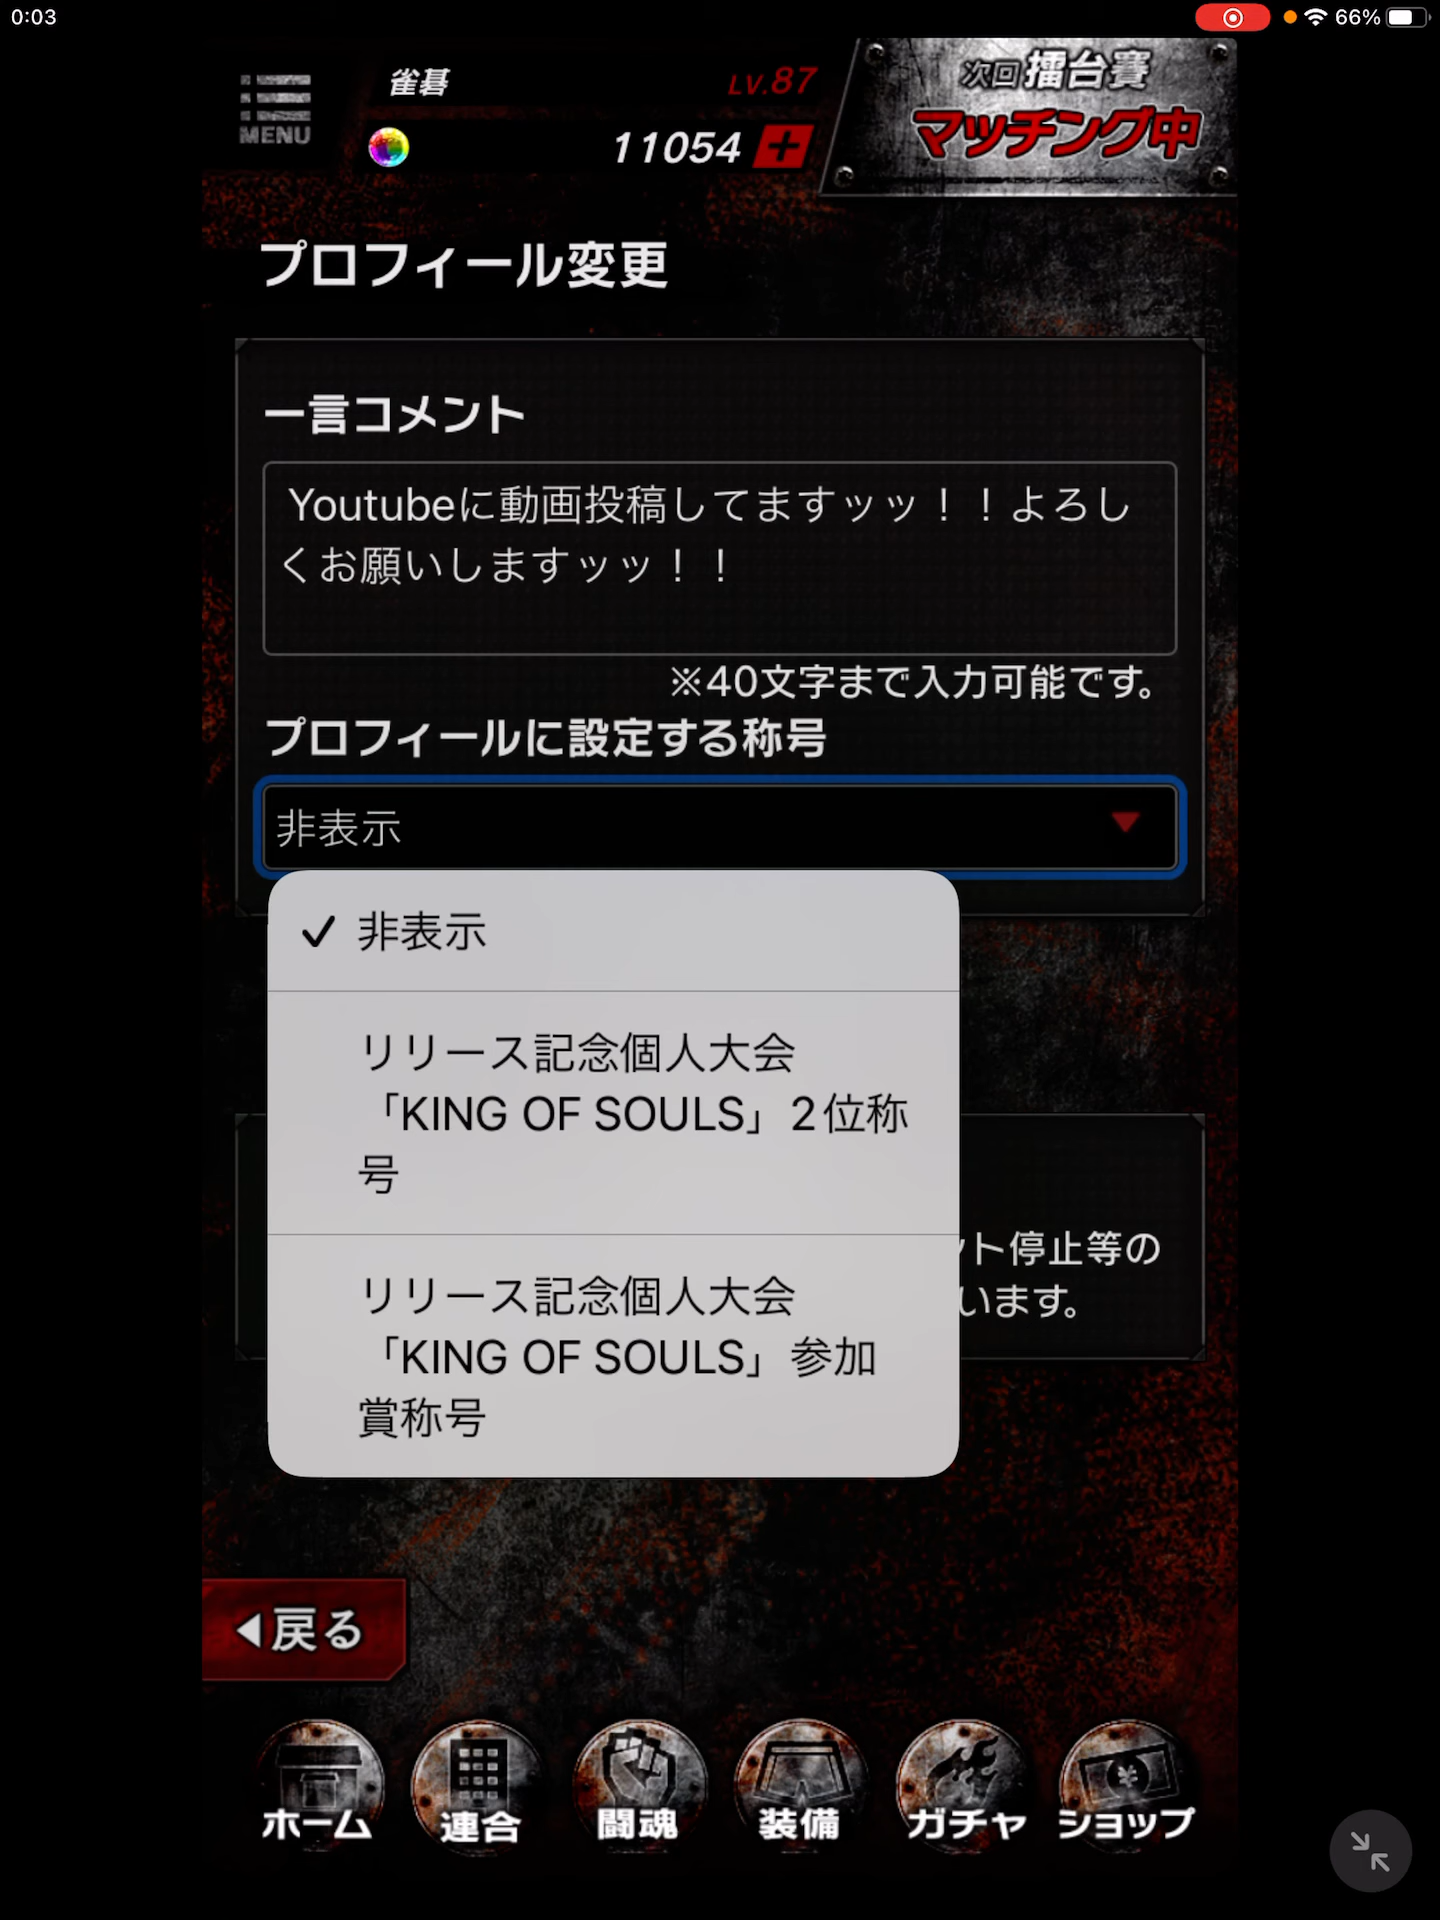 0:03
66%
MENU
雀碁
LV.87
11054
次回擂台賽
マッチング中
プロフィール変更
一言コメント
Youtubeに動画投稿してますッッ！！よろし
くお願いしますッッ！！
※40文字まで入力可能です。
プロフィールに設定する称号
非表示
✓ 非表示
リリース記念個人大会
「KING OF SOULS」2位称
号
リリース記念個人大会
「KING OF SOULS」参加
賞称号
ト停止等の
います。
戻る
ホーム
連合
闘魂
装備
ガチャ
ショップ